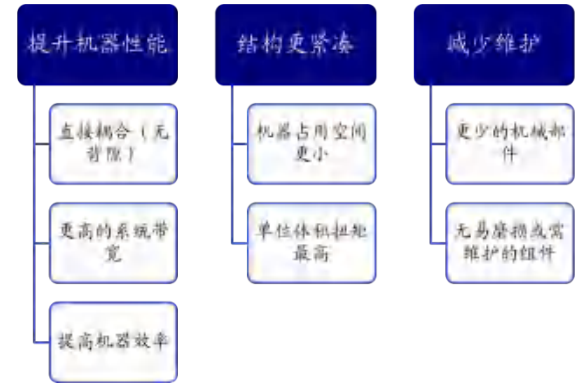 提升机器性能
直接耦合（无
背隙）
更高的系统带
宽
提高机器效率
结构更紧凑
机器占用空间
更小
单位体积扭矩
最高
减少维护
更少的机械部
件
无易磨损或需
维护的组件